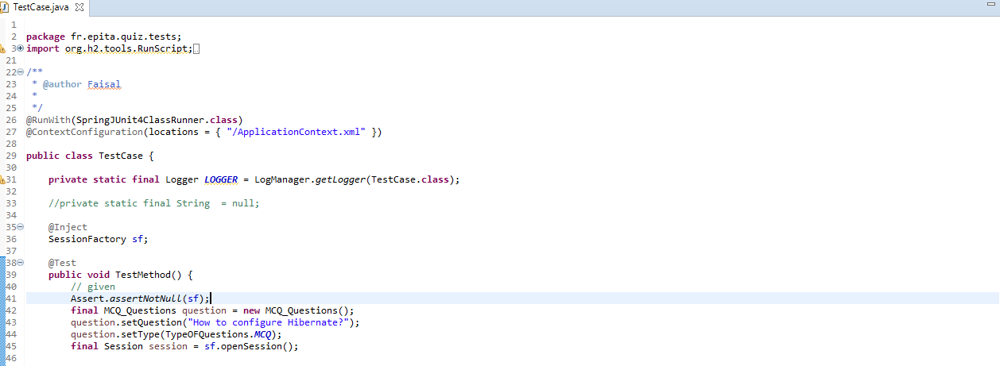 TestCase.java
1
2 package fr.epita.quiz.tests;
3 import org.h2.tools.RunScript;
21
22 /**
23  * @author Faisal
24  *
25  */
26 @RunWith(SpringJUnit4ClassRunner.class)
27 @ContextConfiguration(locations = { "/ApplicationContext.xml" })
28
29 public class TestCase {
30
31     private static final Logger LOGGER = LogManager.getLogger(TestCase.class);
32
33     //private static final String  = null;
34
35     @Inject
36     SessionFactory sf;
37
38     @Test
39     public void TestMethod() {
40         // given
41         Assert.assertNotNull(sf);
42         final MCQ_Questions question = new MCQ_Questions();
43         question.setQuestion("How to configure Hibernate?");
44         question.setType(TypeOFQuestions.MCQ);
45         final Session session = sf.openSession();
46